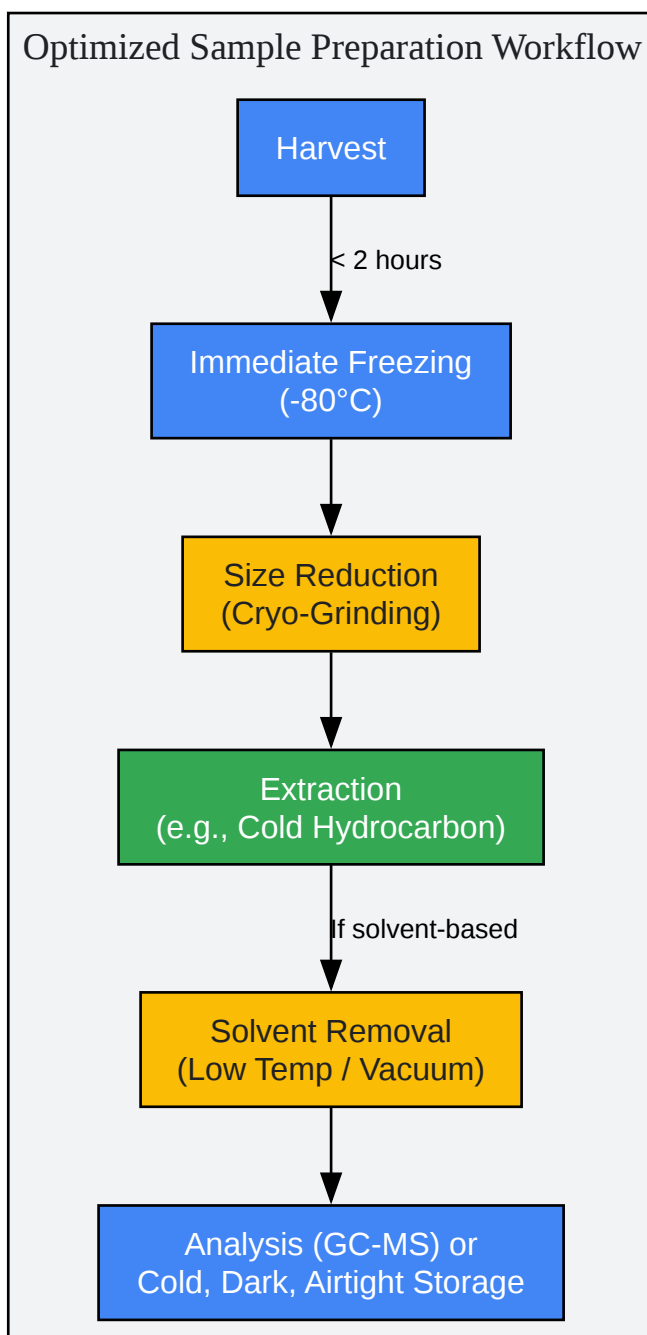 Optimized Sample Preparation Workflow
Harvest
< 2 hours
Immediate Freezing
(-80°C)
Size Reduction
(Cryo-Grinding)
Extraction
(e.g., Cold Hydrocarbon)
If solvent-based
Solvent Removal
(Low Temp / Vacuum)
Analysis (GC-MS) or
Cold, Dark, Airtight Storage